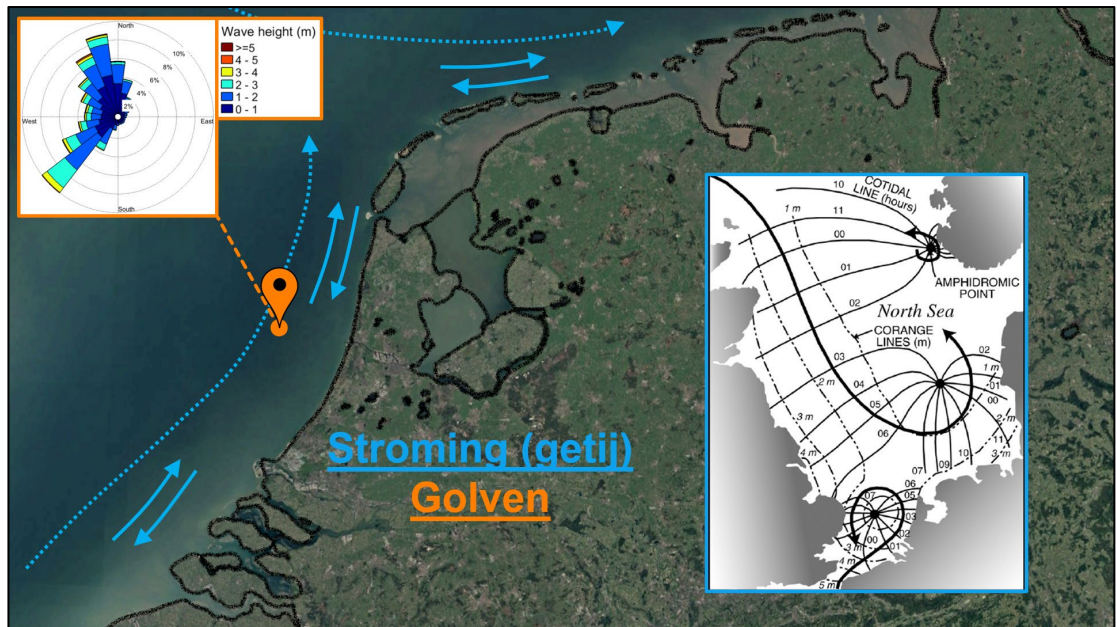 North
West
East
South
10%
8%
6%
4%
2%
Wave height (m)
>=5
4 - 5
3 - 4
2 - 3
1 - 2
0 - 1
Stroming (getij)
Golven
10
COTIDAL
LINE (hours)
11
1 m
00
01
AMPHIDROMIC
POINT
02
North Sea
CORANGE
LINES (m)
03
02
1 m
2 m
04
01
05
00
3 m
2 m
06
4 m
11
3 m
10
09
07
06
07
05
03
02
00
01
3 m
4 m
5 m